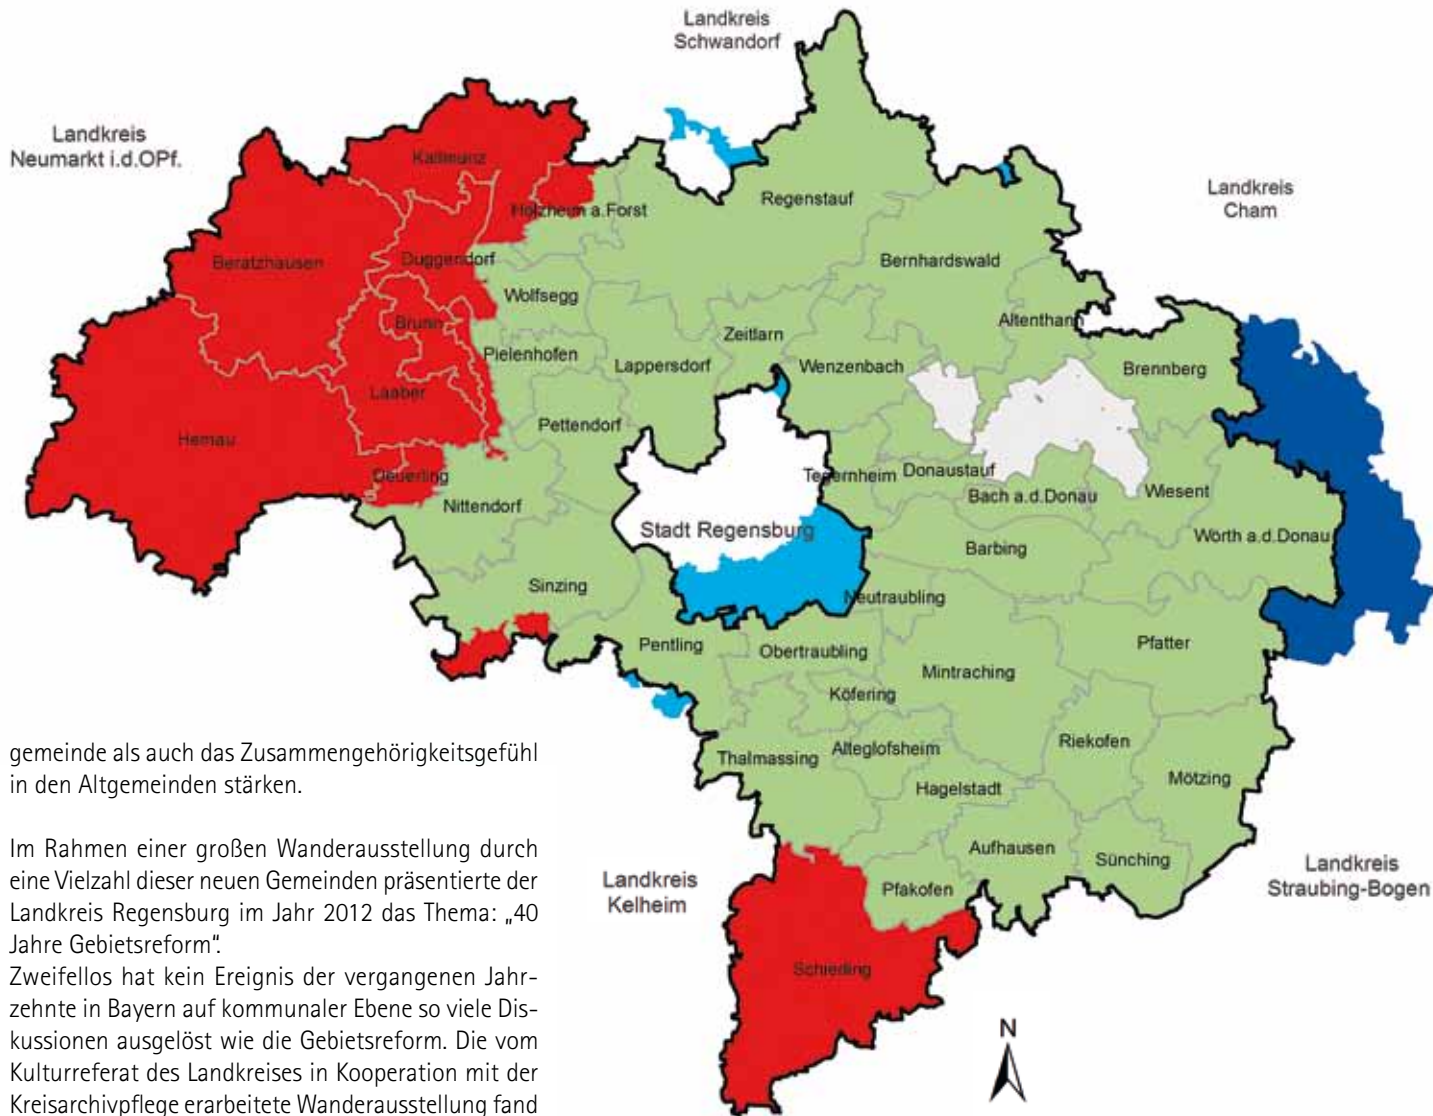 Landkreis
Schwandorf
Landkreis
Neumarkt i.d.OPf.
Kallmünz
Landkreis
Cham
Holzheim a.Forst
Regenstauf
Beratzhausen
Duggendorf
Bernhardswald
Wolfsegg
Brunn
Zeitlarn
Altenthann
Pielenhofen
Lappersdorf
Wenzenbach
Brennberg
Laaber
Hemau
Pettendorf
Deuerling
Tegernheim
Donaustauf
Bach a.d.Donau
Wiesent
Nittendorf
Stadt Regensburg
Barbing
Wörth a.d.Donau
Sinzing
Neutraubling
Pentling
Obertraubling
Mintraching
Pfatter
Köfering
Thalmassing
Alteglofsheim
Riekofen
Mötzing
Hagelstadt
Aufhausen
Sünching
Landkreis
Kelheim
Pfakofen
Landkreis
Straubing-Bogen
Schierling
N
gemeinde als auch das Zusammengehörigkeitsgefühl
in den Altgemeinden stärken.
Im Rahmen einer großen Wanderausstellung durch
eine Vielzahl dieser neuen Gemeinden präsentierte der
Landkreis Regensburg im Jahr 2012 das Thema: „40
Jahre Gebietsreform“.
Zweifellos hat kein Ereignis der vergangenen Jahr-
zehnte in Bayern auf kommunaler Ebene so viele Dis-
kussionen ausgelöst wie die Gebietsreform. Die vom
Kulturreferat des Landkreises in Kooperation mit der
Kreisarchivpflege erarbeitete Wanderausstellung fand